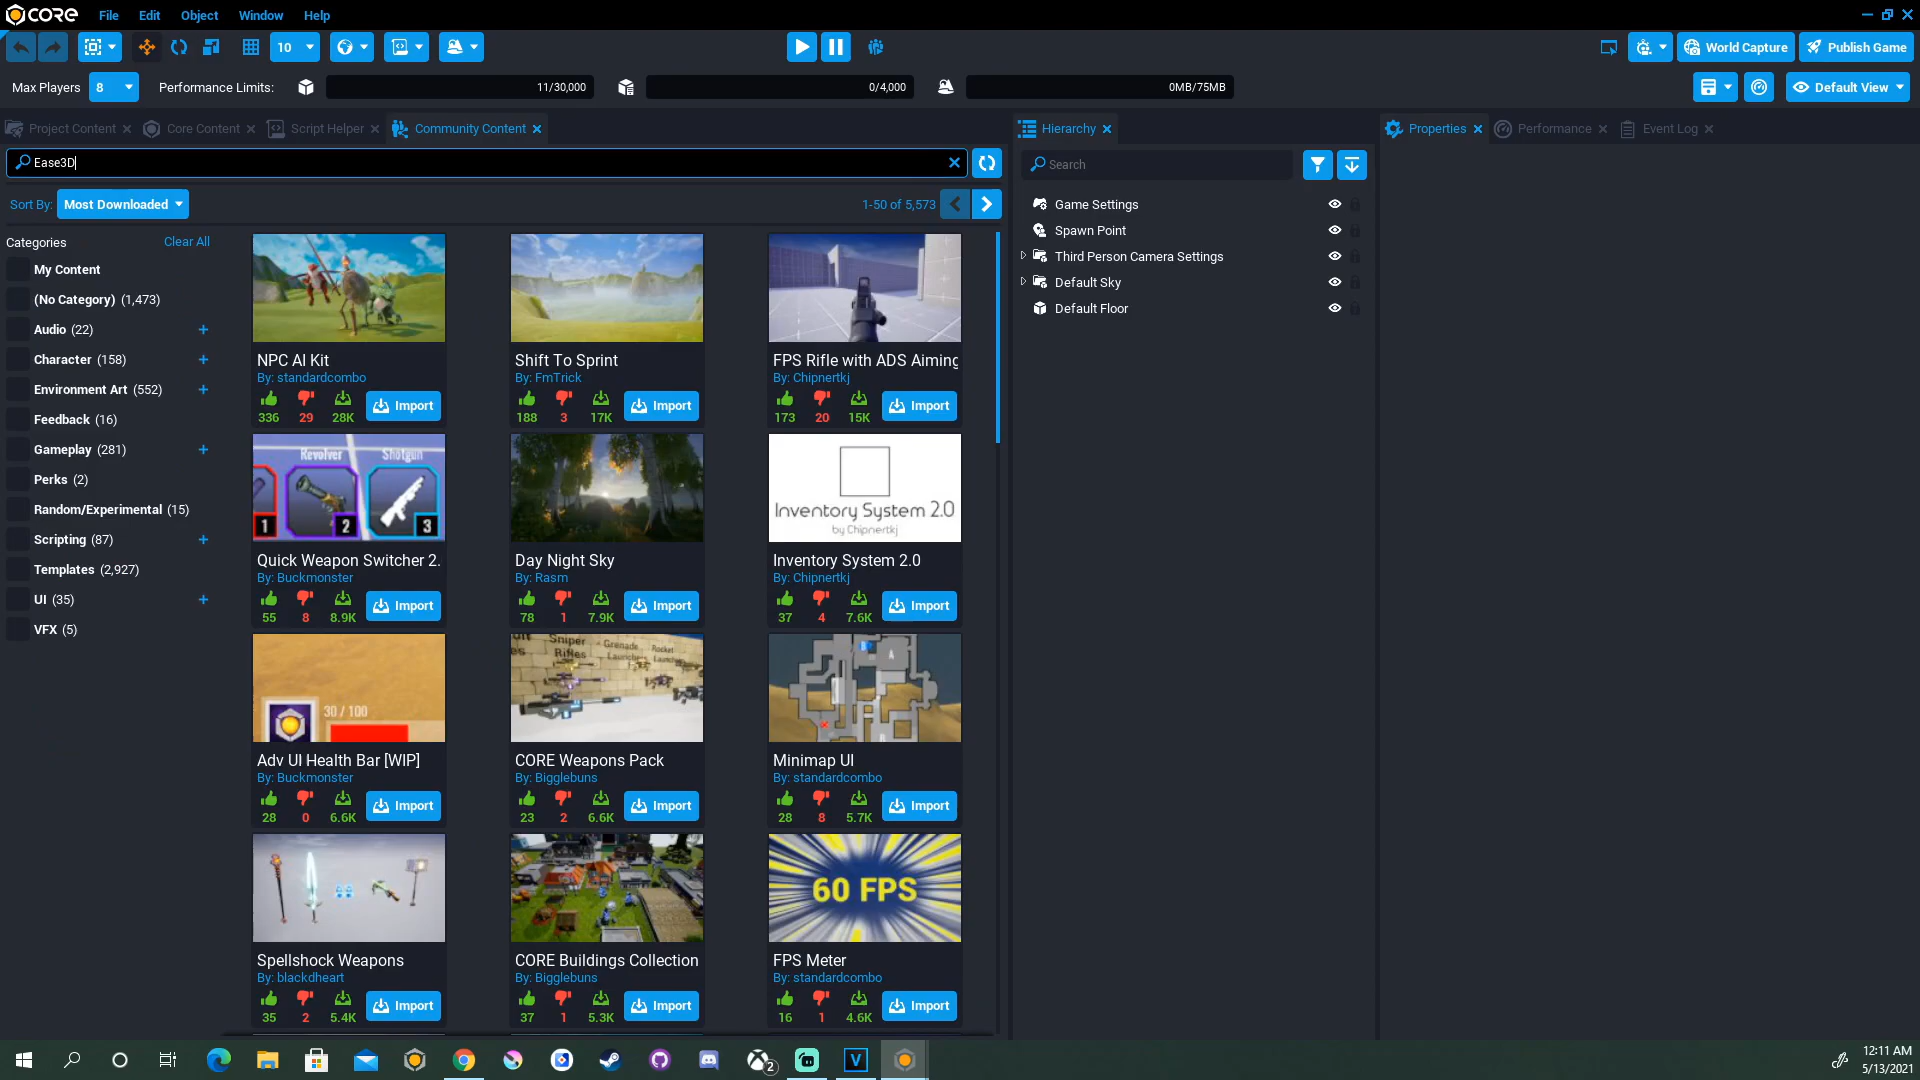 CORE File Edit Object Window Help
10
World Capture Publish Game
Max Players 8 Performance Limits: 11/30,000 0/4,000 0MB/75MB Default View
Project Content Core Content Script Helper Community Content Hierarchy Properties Performance Event Log
Ease3D
Search
Sort By: Most Downloaded 1-50 of 5,573
Categories Clear All
My Content
(No Category) (1,473)
Audio (22)
Character (158)
Environment Art (552)
Feedback (16)
Gameplay (281)
Perks (2)
Random/Experimental (15)
Scripting (87)
Templates (2,927)
UI (35)
VFX (5)
NPC AI Kit
By: standardcombo
336 29 28K Import
Shift To Sprint
By: FmTrick
188 3 17K Import
FPS Rifle with ADS Aiming
By: Chipnertkj
173 20 15K Import
Revolver Shotgun
1 2 3
Quick Weapon Switcher 2.
By: Buckmonster
55 8 8.9K Import
Day Night Sky
By: Rasm
78 1 7.9K Import
Inventory System 2.0
by Chipnertkj
Inventory System 2.0
By: Chipnertkj
37 4 7.6K Import
30 / 100
Adv UI Health Bar [WIP]
By: Buckmonster
28 0 6.6K Import
Sniper Rifles Grenade Rocket
CORE Weapons Pack
By: Bigglebuns
23 2 6.6K Import
A
Minimap UI
By: standardcombo
28 8 5.7K Import
Spellshock Weapons
By: blackdheart
35 2 5.4K Import
CORE Buildings Collection
By: Bigglebuns
37 1 5.3K Import
60 FPS
FPS Meter
By: standardcombo
16 1 4.6K Import
Game Settings
Spawn Point
Third Person Camera Settings
Default Sky
Default Floor
2
V
12:11 AM
5/13/2021